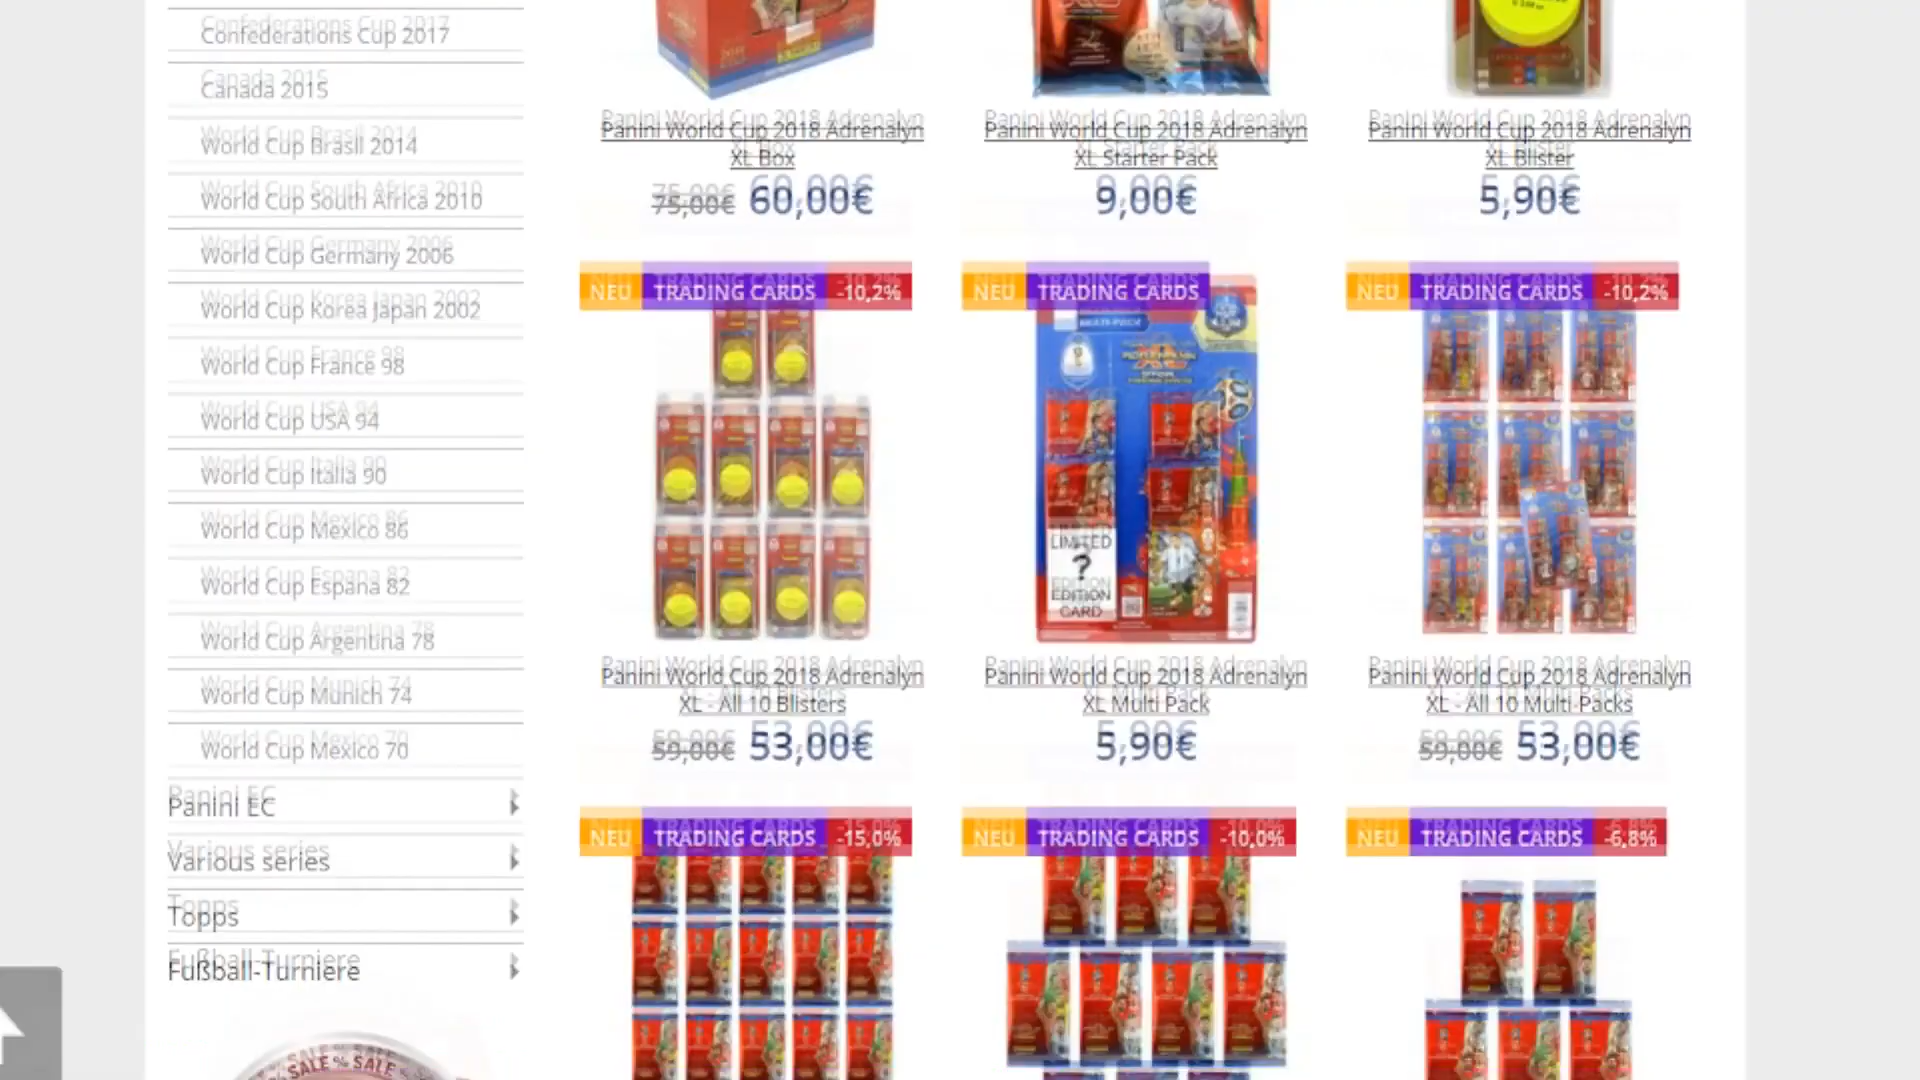 Confederations Cup 2017
Canada 2015
World Cup Brasil 2014
World Cup South Africa 2010
World Cup Germany 2006
World Cup Korea Japan 2002
World Cup France 98
World Cup USA 94
World Cup Italia 90
World Cup Mexico 86
World Cup Espana 82
World Cup Argentina 78
World Cup Munich 74
World Cup Mexico 70
Panini EC
Various series
Topps
Fußball-Turniere
SALE % SALE
Panini World Cup 2018 Adrenalyn
XL Box
75,00€ 60,00€
Panini World Cup 2018 Adrenalyn
XL Starter Pack
9,00€
Panini World Cup 2018 Adrenalyn
XL Blister
5,90€
NEU TRADING CARDS -10,2%
NEU TRADING CARDS
MULTI-PACK
LIMITED
?
EDITION
CARD
NEU TRADING CARDS -10,2%
Panini World Cup 2018 Adrenalyn
XL - All 10 Blisters
59,00€ 53,00€
Panini World Cup 2018 Adrenalyn
XL Multi Pack
5,90€
Panini World Cup 2018 Adrenalyn
XL - All 10 Multi-Packs
59,00€ 53,00€
NEU TRADING CARDS -15,0%
NEU TRADING CARDS -10,0%
NEU TRADING CARDS -6,8%